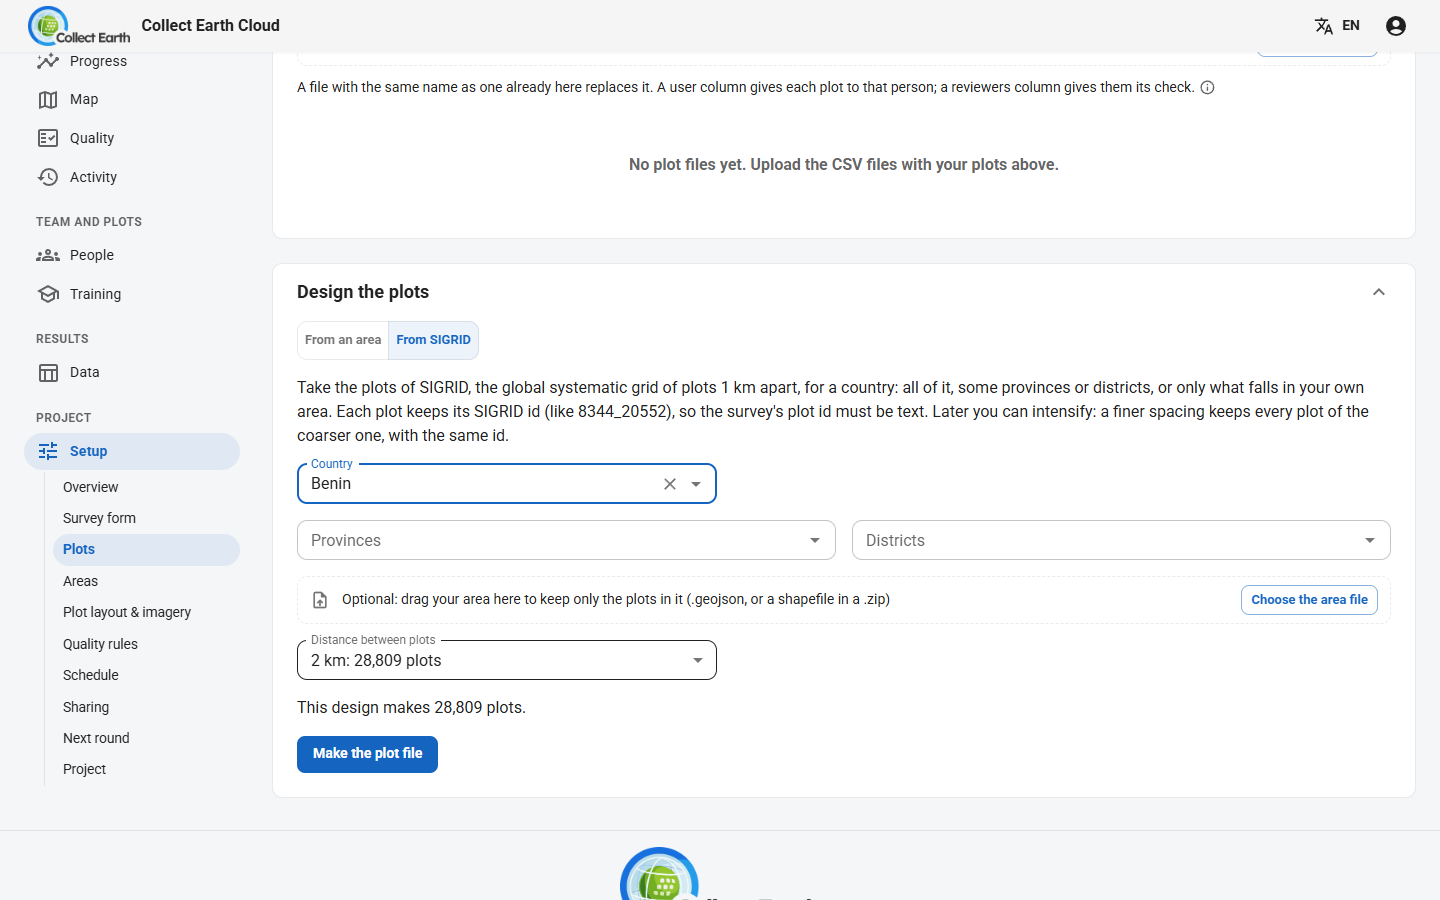 Collect Earth
Collect Earth Cloud
EN
Progress
Map
Quality
Activity
TEAM AND PLOTS
People
Training
RESULTS
Data
PROJECT
Setup
Overview
Survey form
Plots
Areas
Plot layout & imagery
Quality rules
Schedule
Sharing
Next round
Project
A file with the same name as one already here replaces it. A user column gives each plot to that person; a reviewers column gives them its check.
No plot files yet. Upload the CSV files with your plots above.
Design the plots
From an area
From SIGRID
Take the plots of SIGRID, the global systematic grid of plots 1 km apart, for a country: all of it, some provinces or districts, or only what falls in your own
area. Each plot keeps its SIGRID id (like 8344_20552), so the survey's plot id must be text. Later you can intensify: a finer spacing keeps every plot of the
coarser one, with the same id.
Country
Benin
Provinces
Districts
Optional: drag your area here to keep only the plots in it (.geojson, or a shapefile in a .zip)
Choose the area file
Distance between plots
2 km: 28,809 plots
This design makes 28,809 plots.
Make the plot file